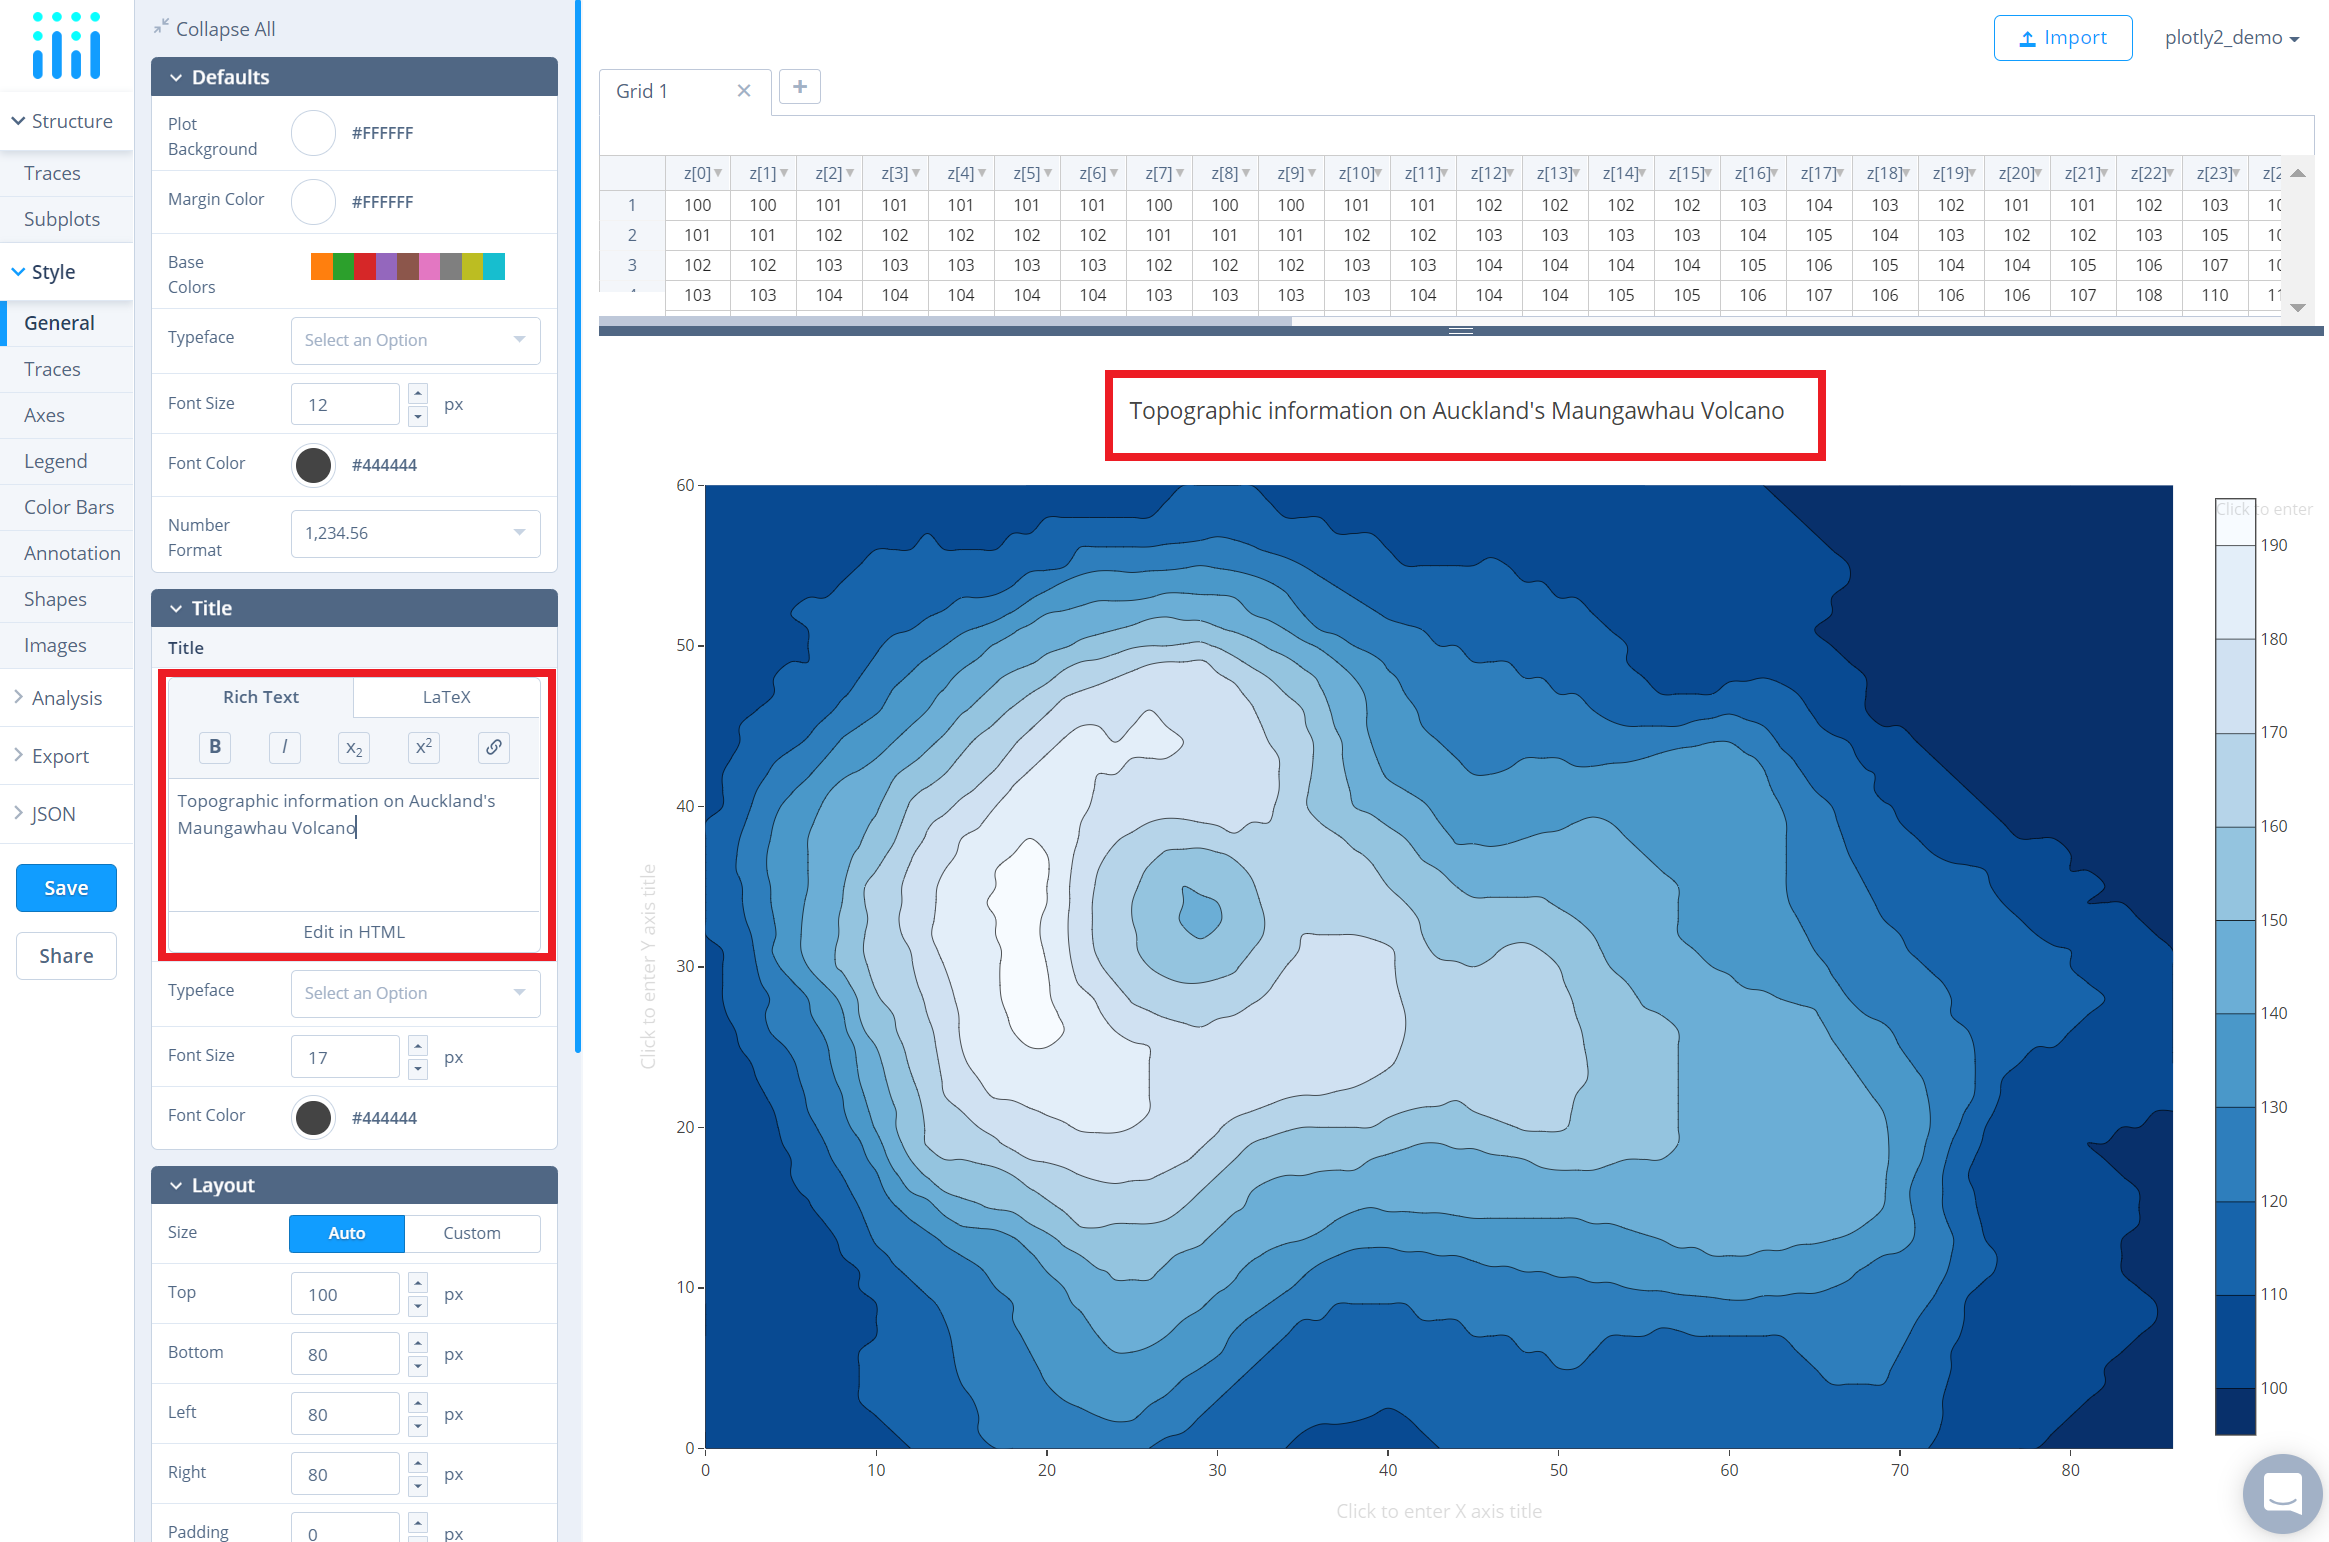 Collapse All
Defaults
Plot
Background
#FFFFFF
Margin Color
#FFFFFF
Base
Colors
Typeface
Select an Option
Font Size
12
px
Font Color
#444444
Number
Format
1,234.56
Title
Title
Rich Text
LaTeX
B
I
x2
x2
Topographic information on Auckland's
Maungawhau Volcano
Edit in HTML
Typeface
Select an Option
Font Size
17
px
Font Color
#444444
Layout
Size
Auto
Custom
Top
100
px
Bottom
80
px
Left
80
px
Right
80
px
Padding
0
px
Structure
Traces
Subplots
Style
General
Traces
Axes
Legend
Color Bars
Annotation
Shapes
Images
Analysis
Export
JSON
Save
Share
Import
plotly2_demo
Grid 1
+
z[0] z[1] z[2] z[3] z[4] z[5] z[6] z[7] z[8] z[9] z[10] z[11] z[12] z[13] z[14] z[15] z[16] z[17] z[18] z[19] z[20] z[21] z[22] z[23]
1 100 100 101 101 101 101 101 100 100 100 101 101 102 102 102 102 103 104 103 102 101 101 102 103
2 101 101 102 102 102 102 102 101 101 101 102 102 103 103 103 103 104 105 104 103 102 102 103 105
3 102 102 103 103 103 103 103 102 102 102 103 103 104 104 104 104 105 106 105 104 104 105 106 107
103 103 104 104 104 104 104 103 103 103 103 104 104 104 105 105 106 107 106 106 106 107 108 110
Topographic information on Auckland's Maungawhau Volcano
60
50
40
30
20
10
0
Click to enter Y axis title
0 10 20 30 40 50 60 70 80
Click to enter X axis title
Click to enter
190
180
170
160
150
140
130
120
110
100